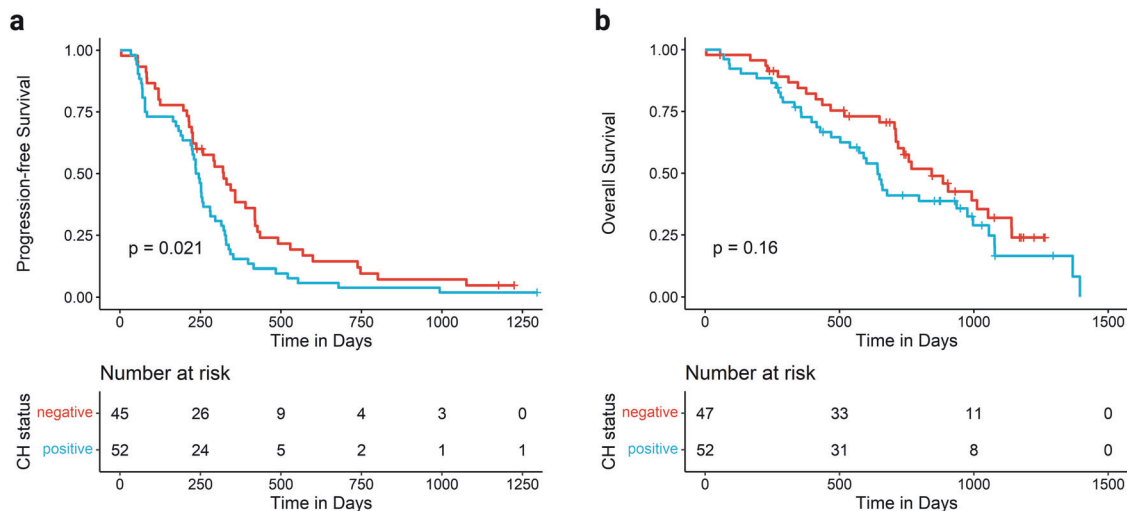 a
Progression-free Survival
1.00
0.75
0.50
0.25
0.00
p = 0.021
0 250 500 750 1000 1250
Time in Days
Number at risk
CH status
negative 45 26 9 4 3 0
positive 52 24 5 2 1 1
0 250 500 750 1000 1250
Time in Days
b
Overall Survival
1.00
0.75
0.50
0.25
0.00
p = 0.16
0 500 1000 1500
Time in Days
Number at risk
CH status
negative 47 33 11 0
positive 52 31 8 0
0 500 1000 1500
Time in Days